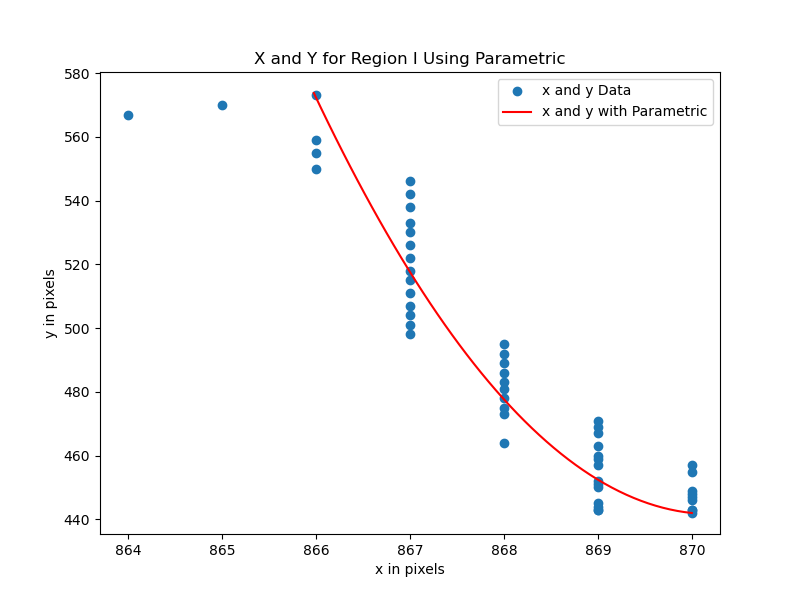 X and Y for Region I Using Parametric
x and y Data
x and y with Parametric
580
560
540
520
500
480
460
440
y in pixels
864 865 866 867 868 869 870
x in pixels